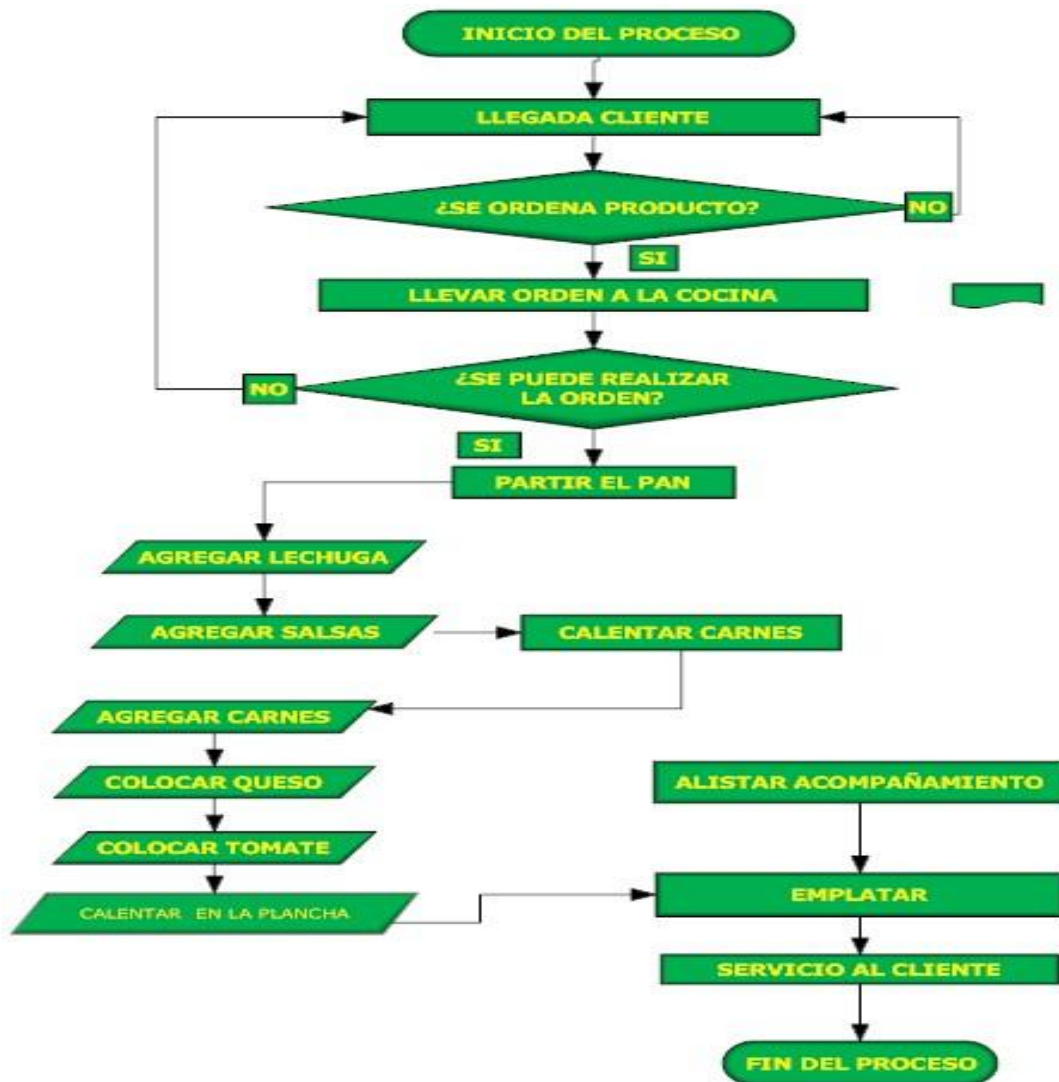 INICIO DEL PROCESO
LLEGADA CLIENTE
¿SE ORDENA PRODUCTO?
NO
SI
LLEVAR ORDEN A LA COCINA
¿SE PUEDE REALIZAR
LA ORDEN?
NO
SI
PARTIR EL PAN
AGREGAR LECHUGA
AGREGAR SALSAS
CALENTAR CARNES
AGREGAR CARNES
COLOCAR QUESO
COLOCAR TOMATE
CALENTAR EN LA PLANCHA
ALISTAR ACOMPAÑAMIENTO
EMPLATAR
SERVICIO AL CLIENTE
FIN DEL PROCESO